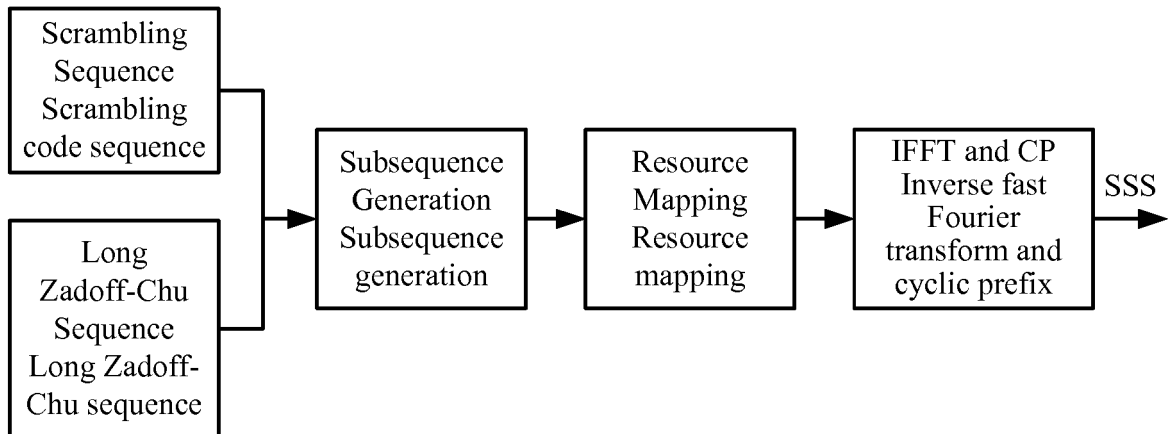 Scrambling
Sequence
Scrambling
code sequence
Long
Zadoff-Chu
Sequence
Long Zadoff-
Chu sequence
Subsequence
Generation
Subsequence
generation
Resource
Mapping
Resource
mapping
IFFT and CP
Inverse fast
Fourier
transform and
cyclic prefix
SSS